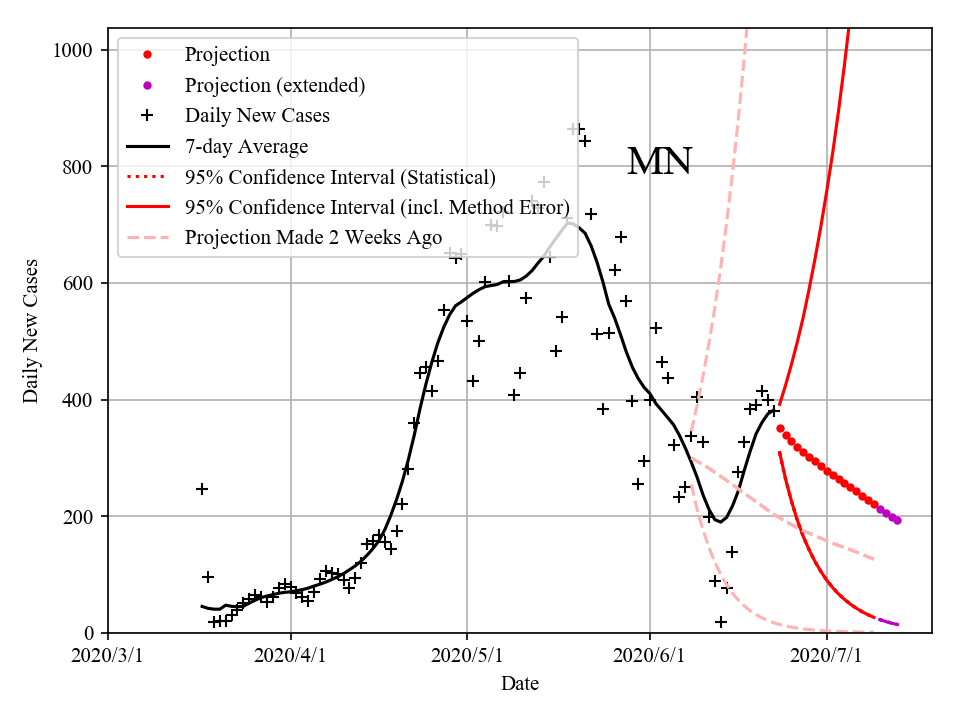 1000
800
600
400
200
0
Daily New Cases
Projection
Projection (extended)
Daily New Cases
7-day Average
95% Confidence Interval (Statistical)
95% Confidence Interval (incl. Method Error)
Projection Made 2 Weeks Ago
MN
2020/3/1 2020/4/1 2020/5/1 2020/6/1 2020/7/1
Date